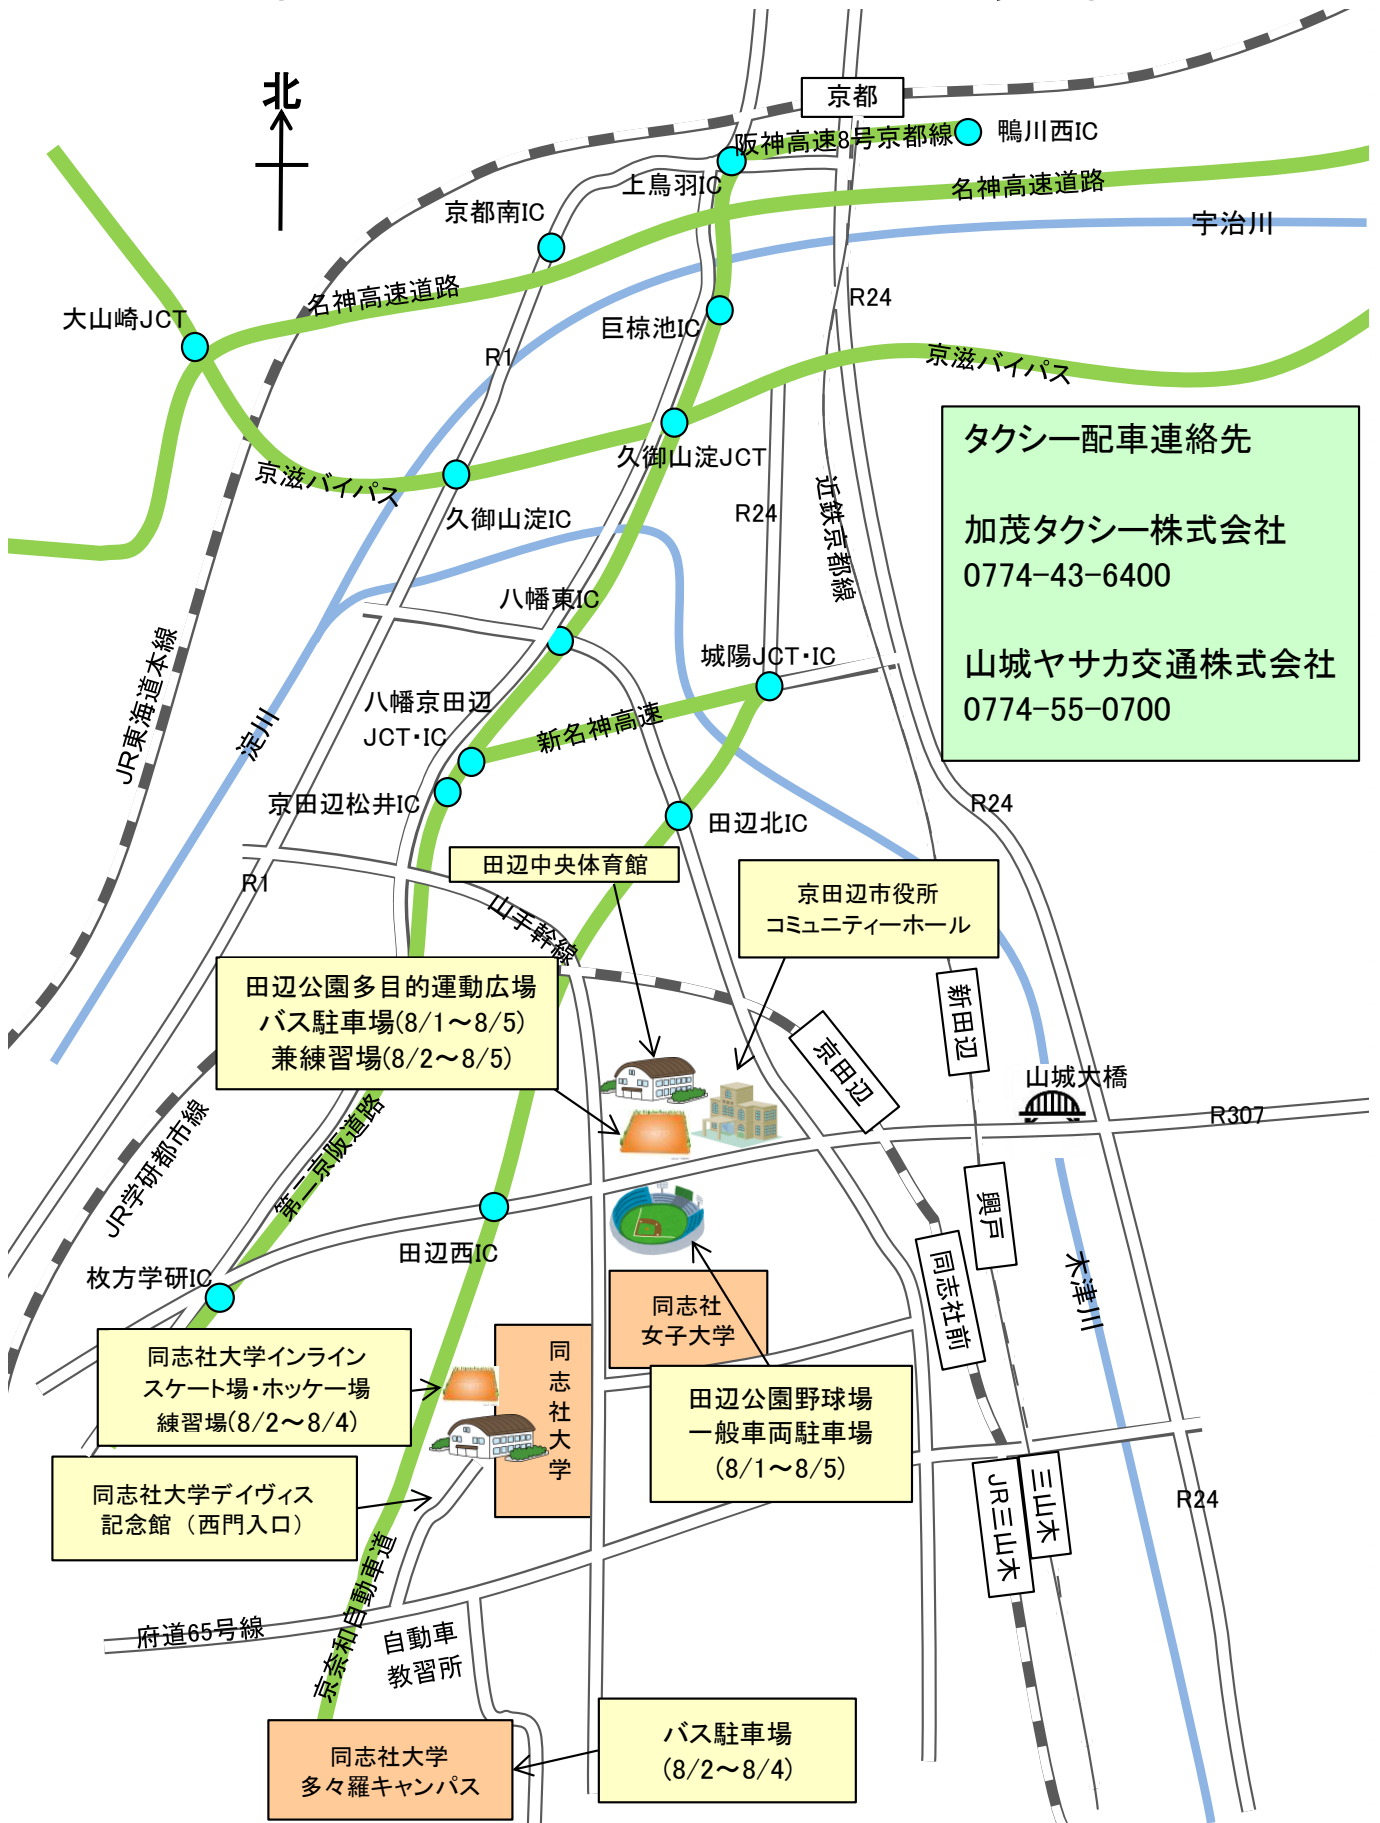 北
京都
阪神高速8号京都線
鴨川西IC
上鳥羽IC
名神高速道路
京都南IC
宇治川
名神高速道路
R24
大山崎JCT
巨椋池IC
R1
京滋バイパス
タクシー配車連絡先
加茂タクシー株式会社
0774-43-6400
山城ヤサカ交通株式会社
0774-55-0700
久御山淀JCT
京滋バイパス
久御山淀IC
R24
近鉄京都線
八幡東IC
城陽JCT・IC
JR東海道本線
淀川
八幡京田辺
JCT・IC
新名神高速
京田辺松井IC
田辺北IC
R24
田辺中央体育館
京田辺市役所
コミュニティーホール
R1
山手幹線
田辺公園多目的運動広場
バス駐車場(8/1～8/5)
兼練習場(8/2～8/5)
新田辺
京田辺
山城大橋
R307
JR学研都市線
第二京阪道路
興戸
田辺西IC
同志社前
木津川
枚方学研IC
同志社
女子大学
同志社大学インライン
スケート場・ホッケー場
練習場(8/2～8/4)
同志社大学
田辺公園野球場
一般車両駐車場
(8/1～8/5)
同志社大学デイヴィス
記念館（西門入口）
JR三山木
三山木
R24
京奈和自動車道
府道65号線
自動車
教習所
同志社大学
多々羅キャンパス
バス駐車場
(8/2～8/4)